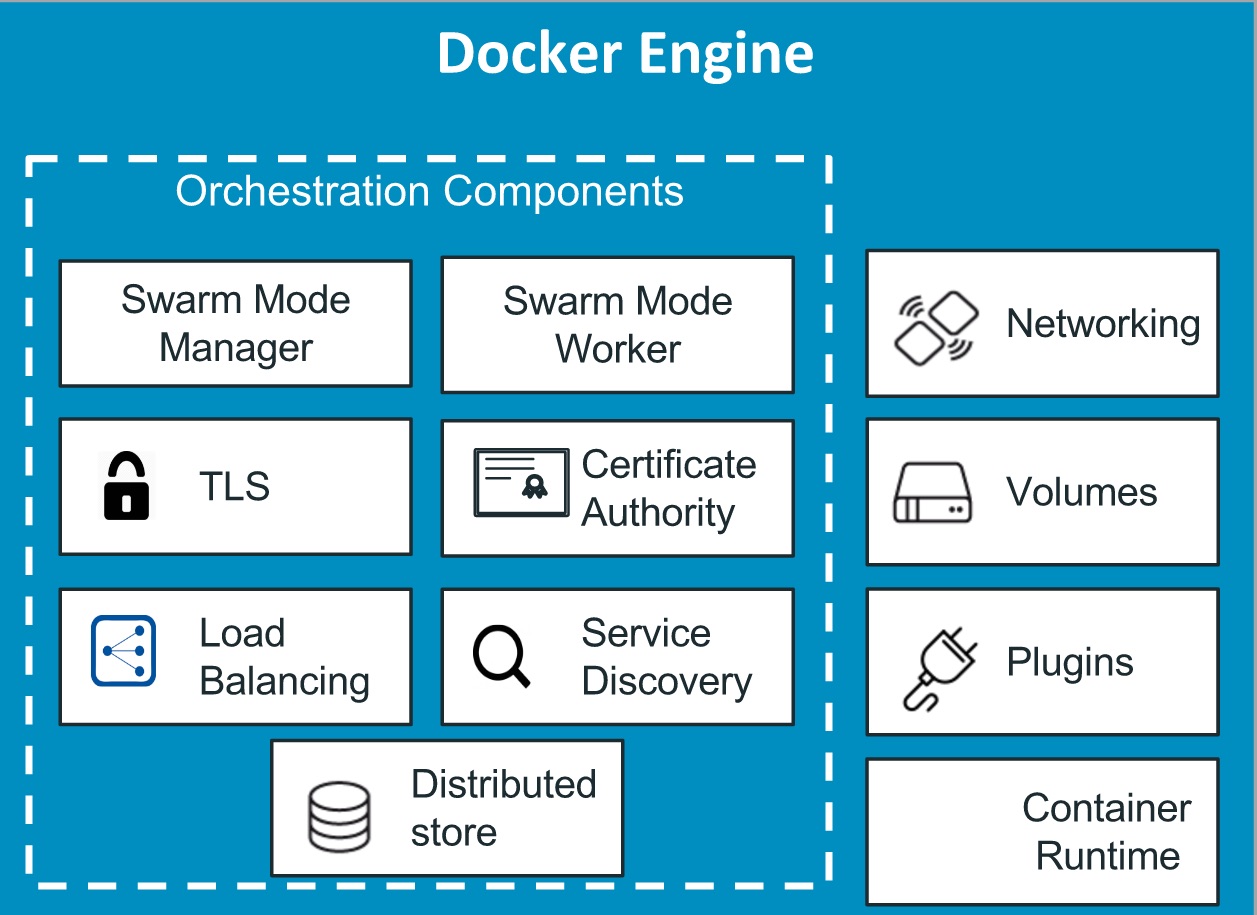 Docker Engine
Orchestration Components
Swarm Mode
Manager
Swarm Mode
Worker
TLS
Certificate
Authority
Load
Balancing
Service
Discovery
Distributed
store
Networking
Volumes
Plugins
Container
Runtime